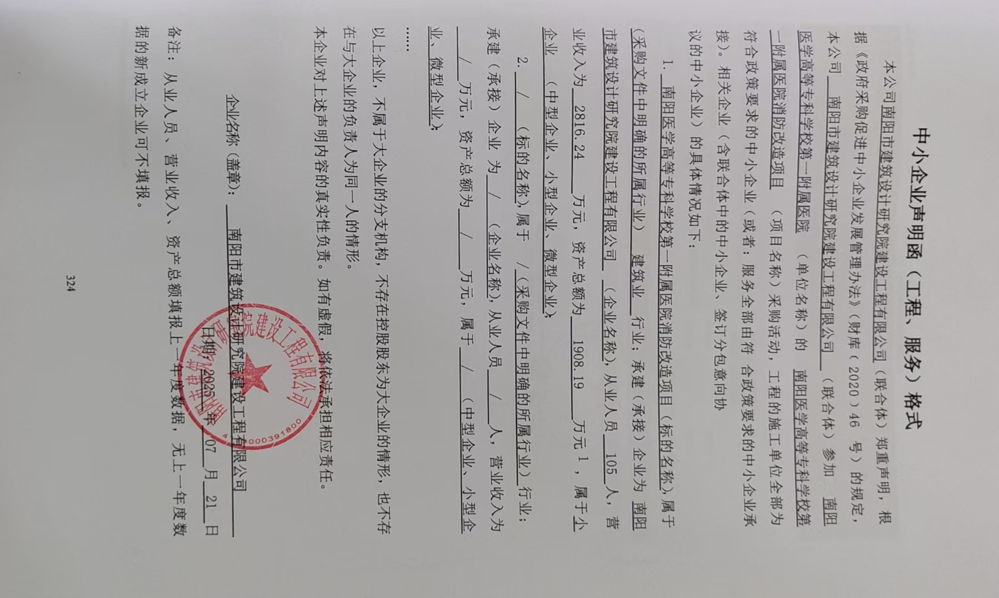 中小企业声明函（工程、服务）格式
本公司南阳市建筑设计研究院建设工程有限公司（联合体）郑重声明，根
据《政府采购促进中小企业发展管理办法》（财库（2020）46 号）的规定，
本公司 南阳市建筑设计研究院建设工程有限公司 （联合体）参加 南阳
医学高等专科学校第一附属医院 （单位名称）的 南阳医学高等专科学校第
一附属医院消防改造项目 （项目名称）采购活动，工程的施工单位全部为
符合政策要求的中小企业（或者：服务全部由符 合政策要求的中小企业承
接）。相关企业（含联合体中的中小企业、签订分包意向协
议的中小企业）的具体情况如下：
1. 南阳医学高等专科学校第一附属医院消防改造项目（标的名称），属于
（采购文件中明确的所属行业） 建筑业 行业；承建（承接）企业为 南阳
市建筑设计研究院建设工程有限公司 （企业名称），从业人员 105 人，营
业收入为 2816.24 万元，资产总额为 1908.19 万元 1 ，属于小
企业 （中型企业、小型企业、微型企业）；
2. / （标的名称），属于 /（采购文件中明确的所属行业）行业；
承建（承接）企业 为 / （企业名称），从业人员 / 人，营业收入为
/ 万元，资产总额为 / 万元，属于 / （中型企业、小型企
业、微型企业）；
……
以上企业，不属于大企业的分支机构，不存在控股股东为大企业的情形，也不存
在与大企业的负责人为同一人的情形。
本企业对上述声明内容的真实性负责。如有虚假，将依法承担相应责任。
企业名称（盖章）： 南阳市建筑设计研究院建设工程有限公司
日期：2025 年 07 月 21 日
备注：从业人员、营业收入、资产总额填报上一年度数据，无上一年度数
据的新成立企业可不填报。
324